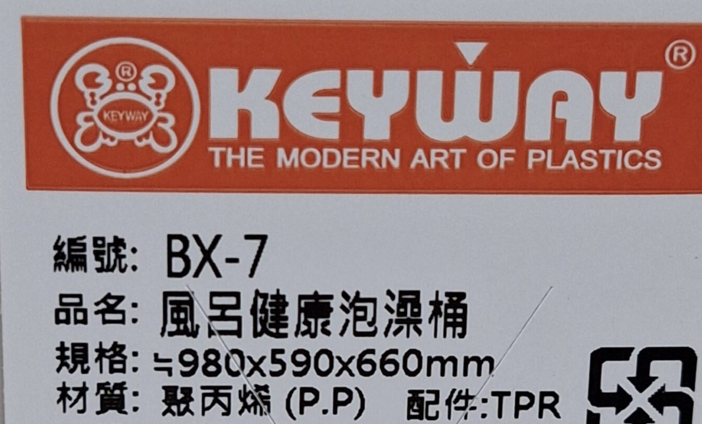 ®
KEYWAY
KEYWAY ®
THE MODERN ART OF PLASTICS
編號: BX-7
品名: 風呂健康泡澡桶
規格: ≒980x590x660mm
材質: 聚丙烯 (P.P) 配件:TPR